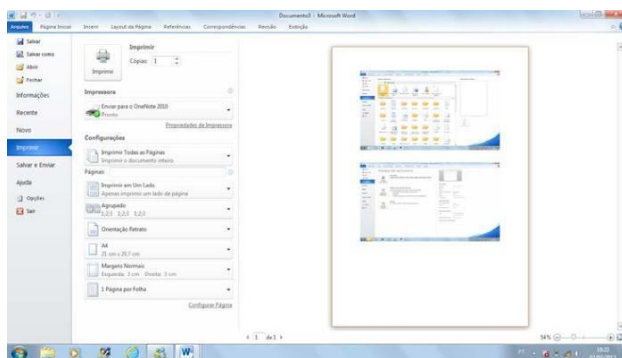 Documento3 - Microsoft Word
Arquivo Página Inicial Inserir Layout da Página Referências Correspondências Revisão Exibição
Salvar
Salvar como
Abrir
Fechar
Informações
Recente
Novo
Imprimir
Salvar e Enviar
Ajuda
Opções
Sair
Imprimir
Cópias: 1
Imprimir
Impressora
Enviar para o OneNote 2010
Pronto
Propriedades da Impressora
Configurações
Imprimir Todas as Páginas
Imprimir o documento inteiro
Páginas:
Imprimir em Um Lado
Apenas imprimir um lado da página
Agrupado
1;2;3 1;2;3 1;2;3
Orientação Retrato
A4
21 cm x 29,7 cm
Margens Normais
Esquerda: 3 cm Direita: 3 cm
1 Página por Folha
Configurar Página
1 de 1
54%
PT